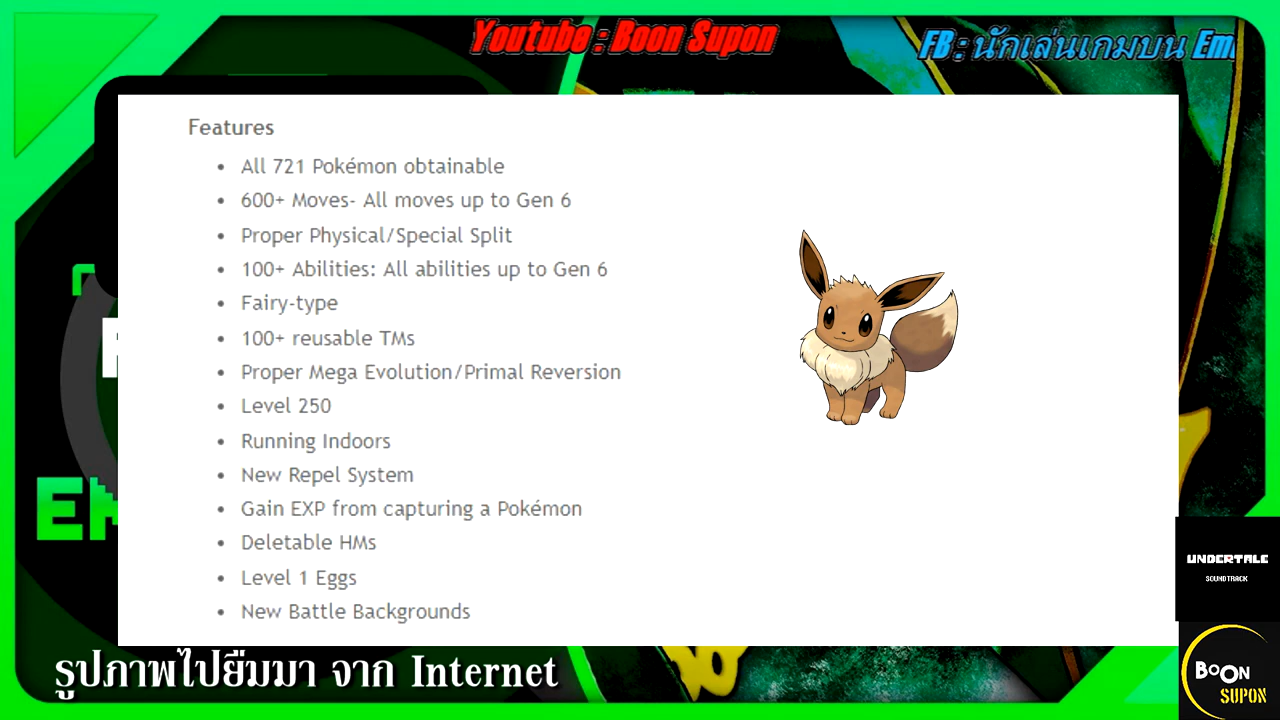 Youtube : Boon Supon
FB : นักเล่นเกมบน Em
Features
• All 721 Pokémon obtainable
• 600+ Moves- All moves up to Gen 6
• Proper Physical/Special Split
• 100+ Abilities: All abilities up to Gen 6
• Fairy-type
• 100+ reusable TMs
• Proper Mega Evolution/Primal Reversion
• Level 250
• Running Indoors
• New Repel System
• Gain EXP from capturing a Pokémon
• Deletable HMs
• Level 1 Eggs
• New Battle Backgrounds
UNDERTALE
SOUNDTRACK
รูปภาพไปยืมมา จาก Internet
BOON
SUPON